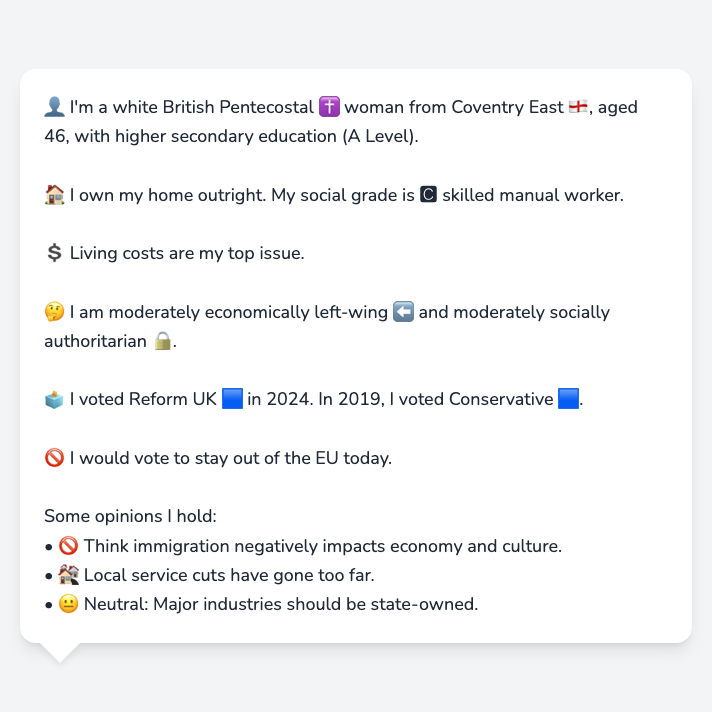 👤 I'm a white British Pentecostal ✝️ woman from Coventry East 🏴󠁧󠁢󠁥󠁮󠁧󠁿, aged
46, with higher secondary education (A Level).
🏠 I own my home outright. My social grade is 🅲 skilled manual worker.
💲 Living costs are my top issue.
🤔 I am moderately economically left-wing ⬅️ and moderately socially
authoritarian 🔒.
🗳️ I voted Reform UK 🟦 in 2024. In 2019, I voted Conservative 🟦.
🚫 I would vote to stay out of the EU today.
Some opinions I hold:
• 🚫 Think immigration negatively impacts economy and culture.
• 🏚️ Local service cuts have gone too far.
• 😐 Neutral: Major industries should be state-owned.